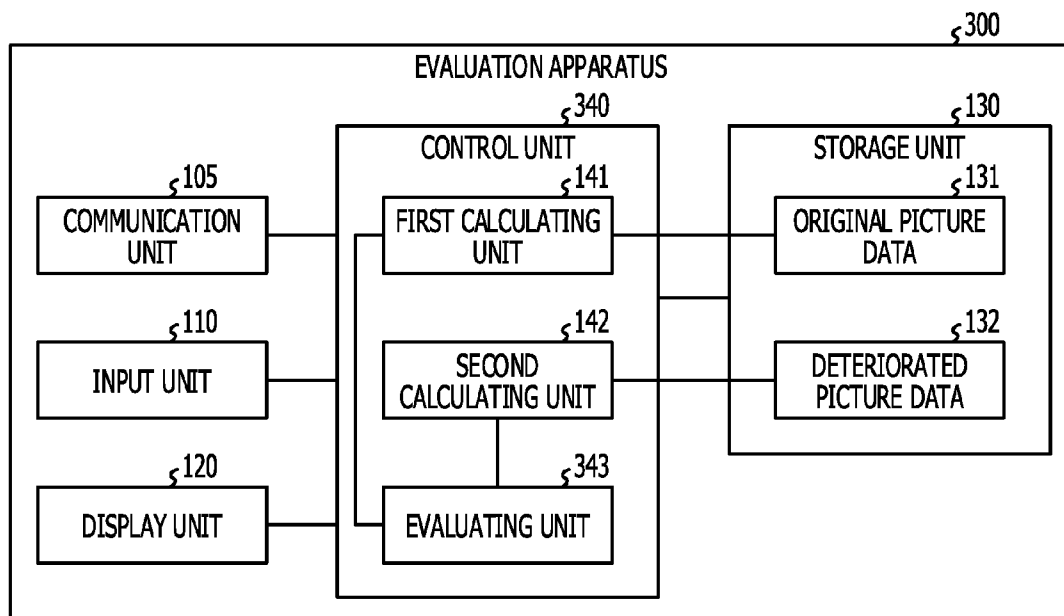 300
EVALUATION APPARATUS
340
CONTROL UNIT
130
STORAGE UNIT
105
COMMUNICATION
UNIT
141
FIRST CALCULATING
UNIT
131
ORIGINAL PICTURE
DATA
110
INPUT UNIT
142
SECOND
CALCULATING UNIT
132
DETERIORATED
PICTURE DATA
120
DISPLAY UNIT
343
EVALUATING UNIT